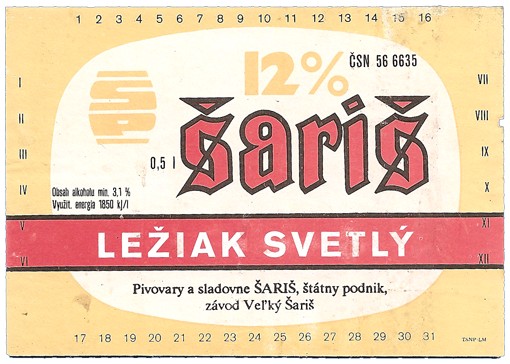 1 2 3 4 5 6 7 8 9 10 11 12 13 14 15 16
12%
ČSN 56 6635
ŠP
šariš
0,5 l
I
II
III
IV
V
VI
VII
VIII
IX
X
XI
XII
Obsah alkoholu min. 3,1 %
Využit. energia 1850 kJ/l
LEŽIAK SVETLÝ
Pivovary a sladovne ŠARIŠ, štátny podnik,
závod Veľký Šariš
17 18 19 20 21 22 23 24 25 26 27 28 29 30 31
TANP-LM